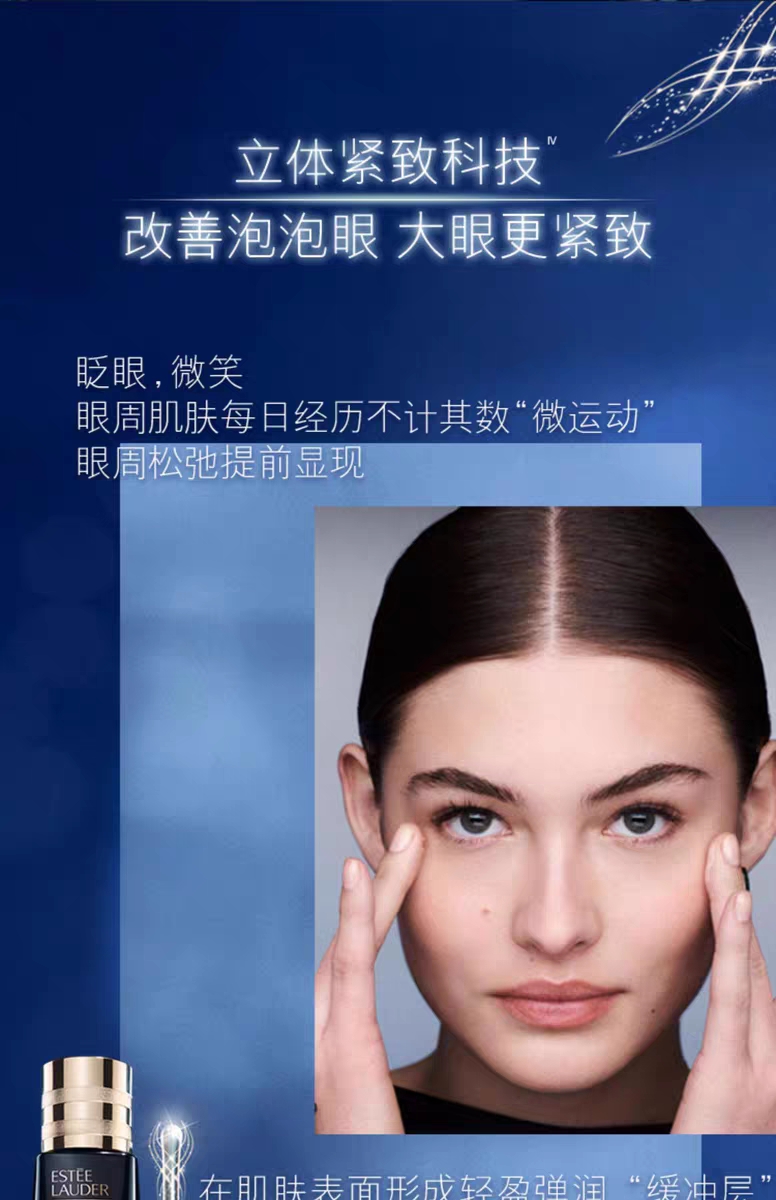 立体紧致科技Ⅳ
改善泡泡眼 大眼更紧致
眨眼,微笑
眼周肌肤每日经历不计其数“微运动”
眼周松弛提前显现
ESTĒE
LAUDER
在肌肤表面形成轻盈弹润“缓冲层”